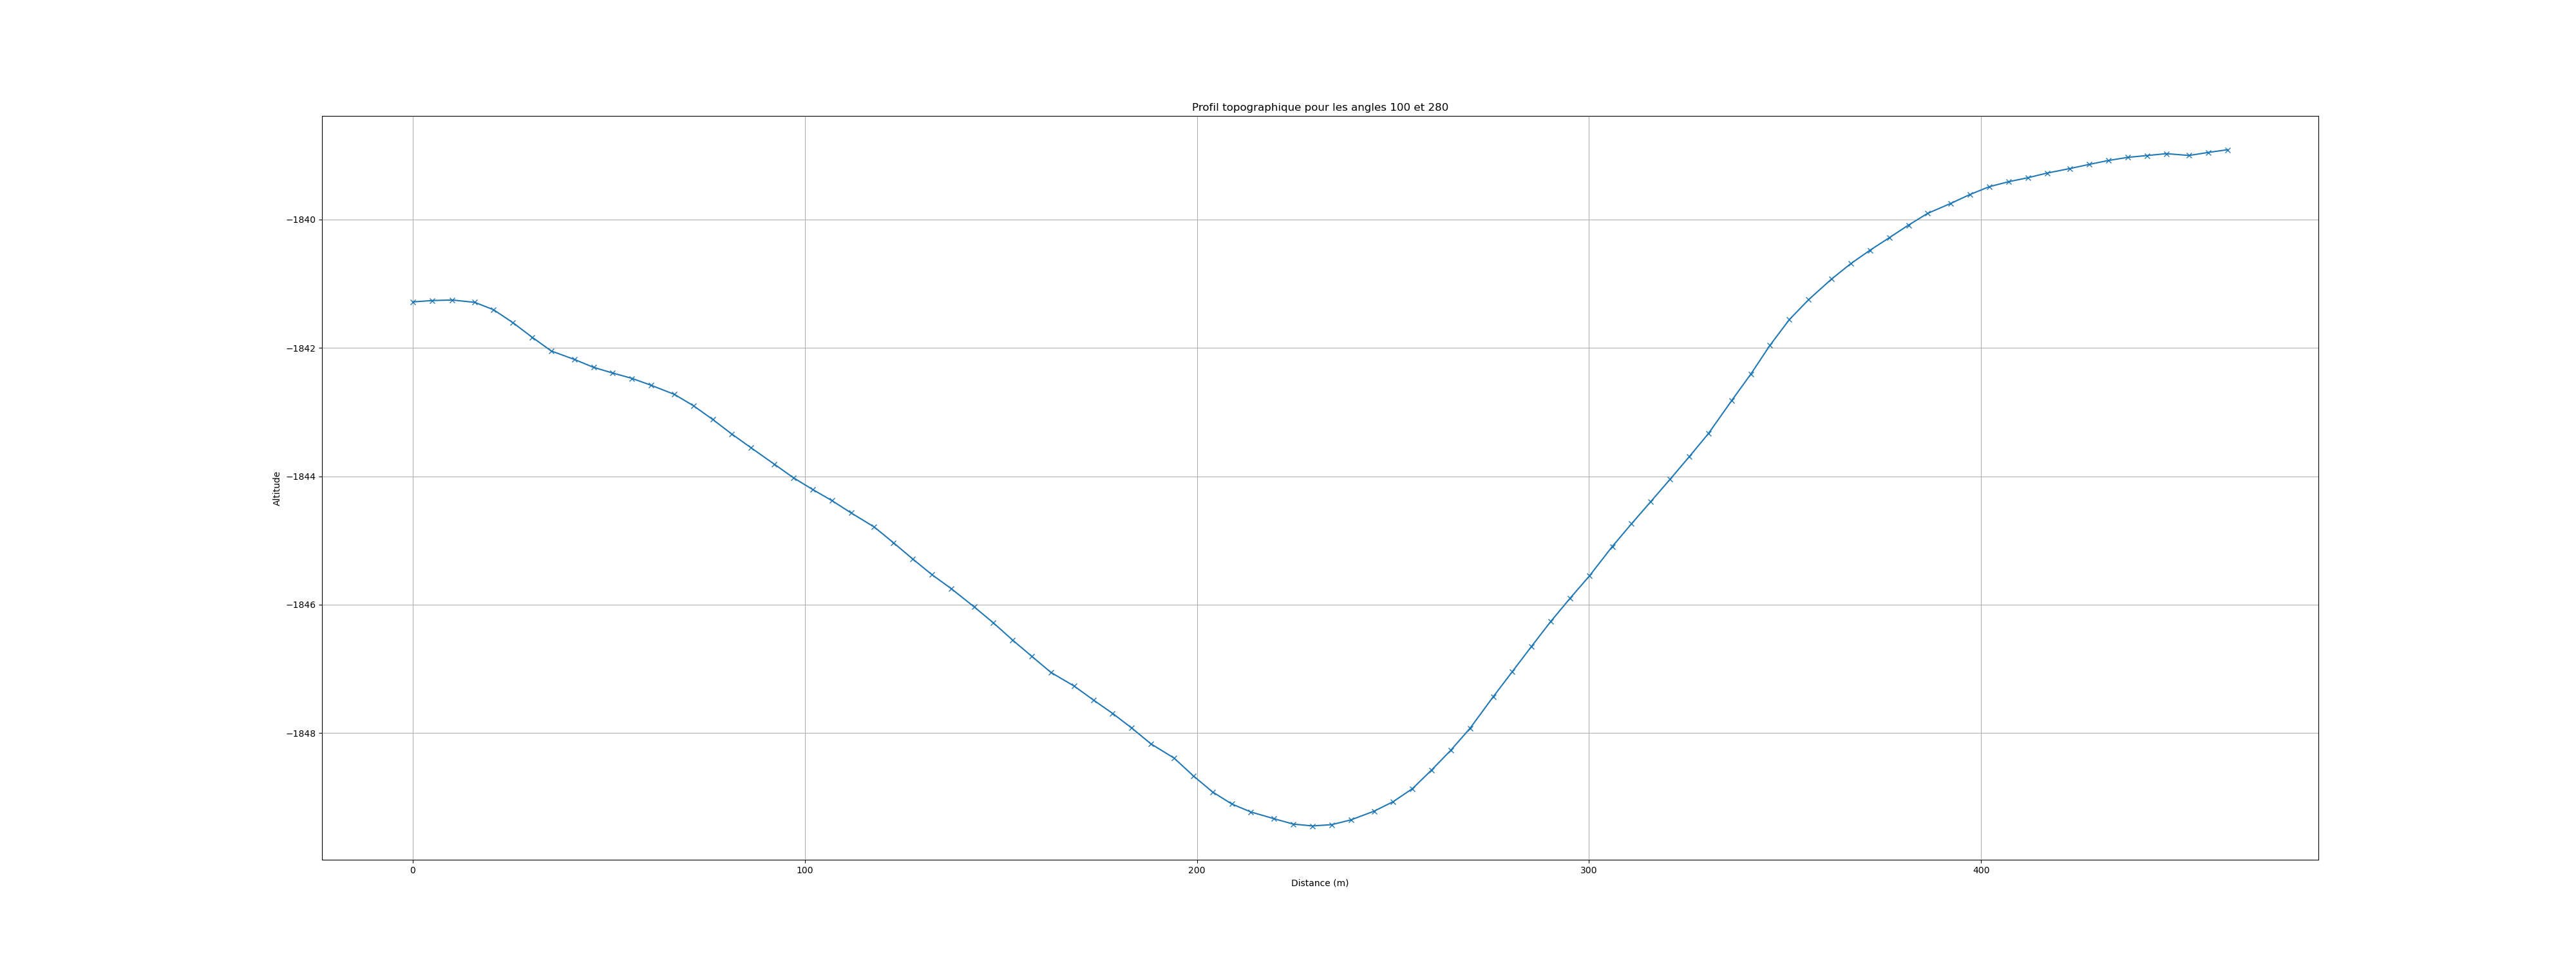 Profil topographique pour les angles 100 et 280
Altitude
−1840
−1842
−1844
−1846
−1848
0 100 200 300 400
Distance (m)